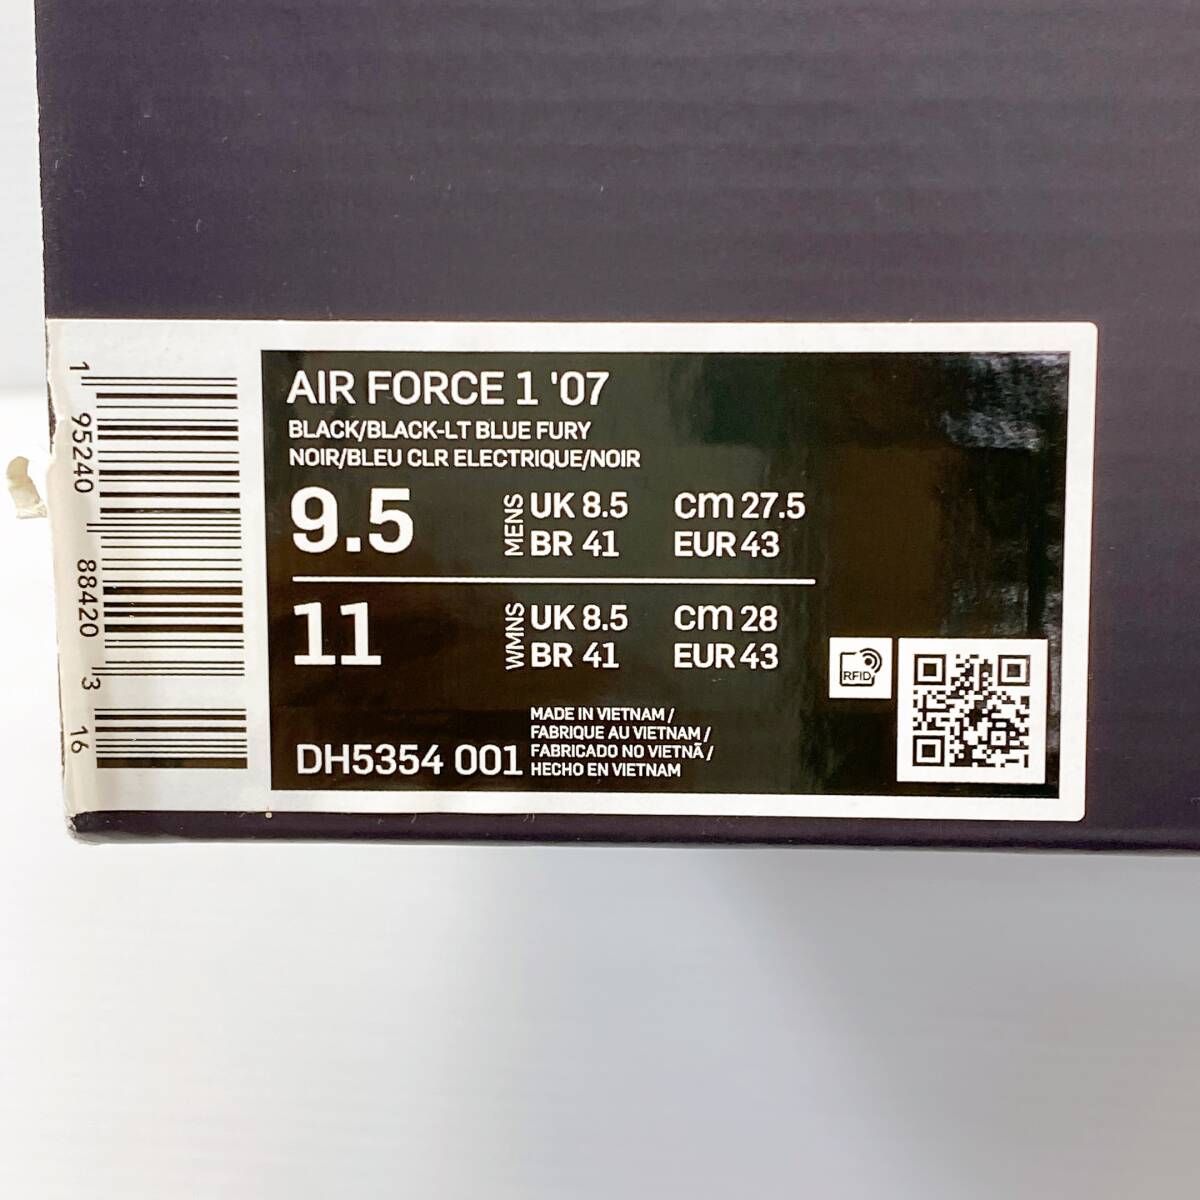 AIR FORCE 1 '07
BLACK/BLACK-LT BLUE FURY
NOIR/BLEU CLR ELECTRIQUE/NOIR
9.5 MENS UK 8.5 cm 27.5
BR 41 EUR 43
11 WMNS UK 8.5 cm 28
BR 41 EUR 43
RFID
DH5354 001
MADE IN VIETNAM /
FABRIQUE AU VIETNAM /
FABRICADO NO VIETNÃ /
HECHO EN VIETNAM
1 95240 88420 3 16